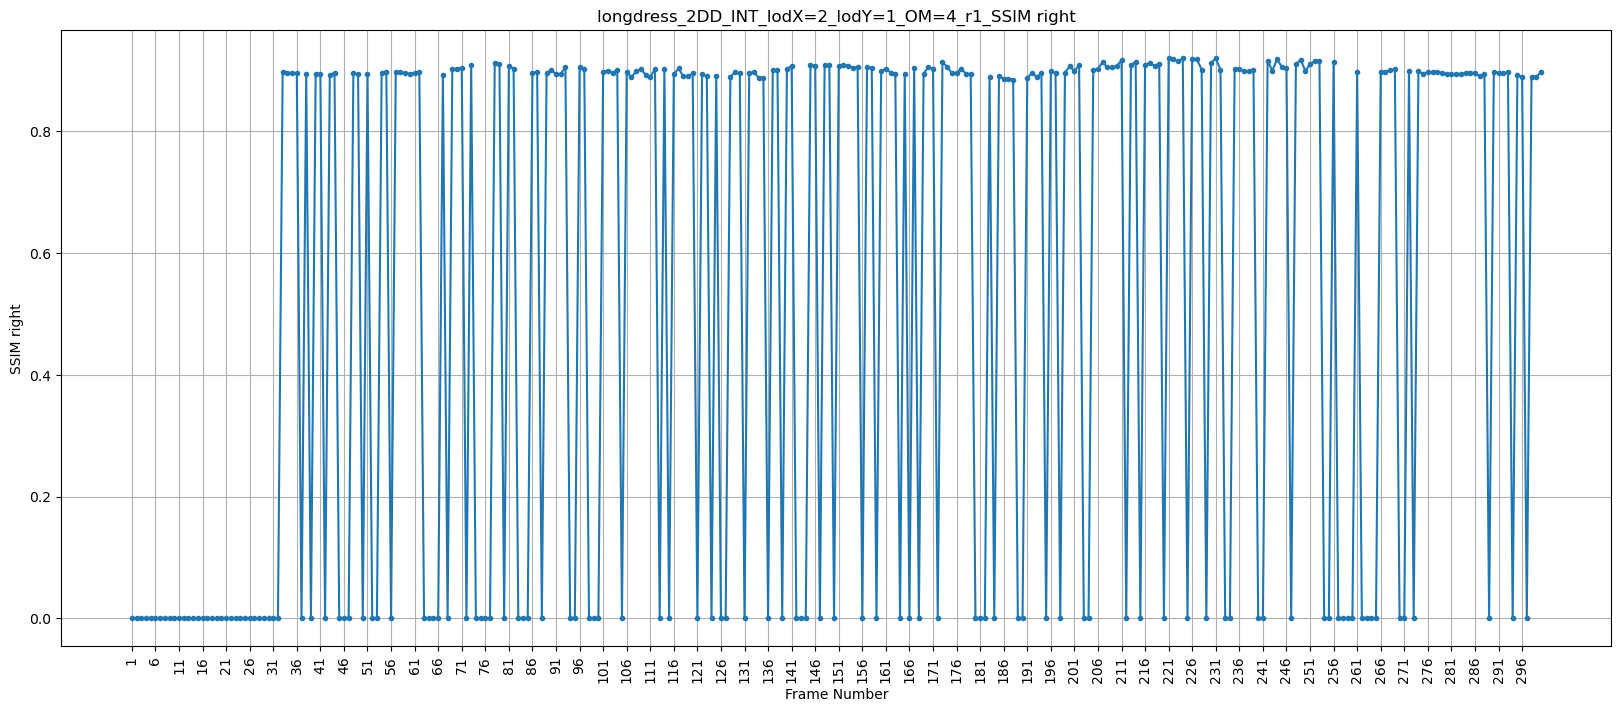 longdress_2DD_INT_lodX=2_lodY=1_OM=4_r1_SSIM right
SSIM right
0.8
0.6
0.4
0.2
0.0
1 6 11 16 21 26 31 36 41 46 51 56 61 66 71 76 81 86 91 96 101 106 111 116 121 126 131 136 141 146 151 156 161 166 171 176 181 186 191 196 201 206 211 216 221 226 231 236 241 246 251 256 261 266 271 276 281 286 291 296
Frame Number